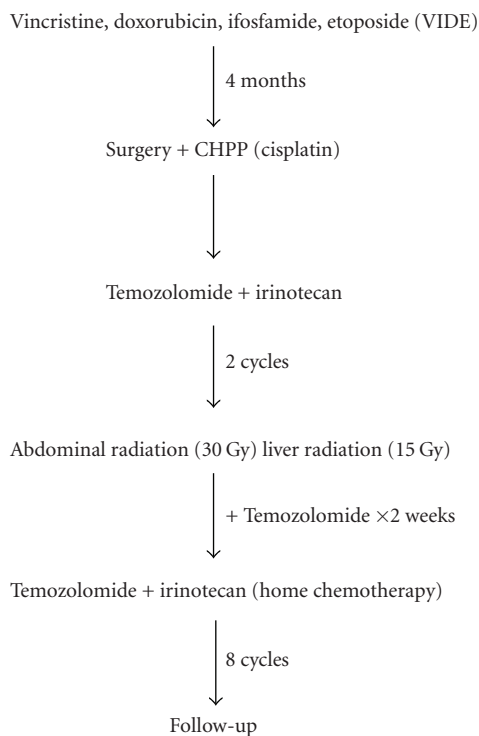 Vincristine, doxorubicin, ifosfamide, etoposide (VIDE)
4 months
Surgery + CHPP (cisplatin)
Temozolomide + irinotecan
2 cycles
Abdominal radiation (30 Gy) liver radiation (15 Gy)
+ Temozolomide ×2 weeks
Temozolomide + irinotecan (home chemotherapy)
8 cycles
Follow-up